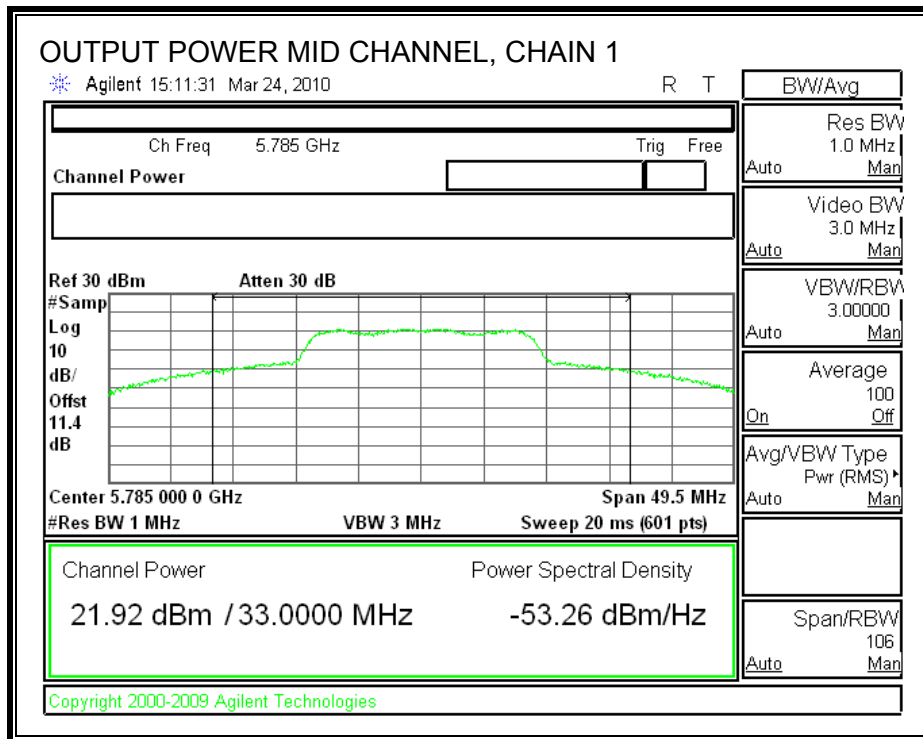 OUTPUT POWER MID CHANNEL, CHAIN 1
Agilent 15:11:31 Mar 24, 2010 R T
Ch Freq 5.785 GHz Trig Free
Channel Power
Ref 30 dBm Atten 30 dB
#Samp
Log
10
dB/
Offst
11.4
dB
Center 5.785 000 0 GHz Span 49.5 MHz
#Res BW 1 MHz VBW 3 MHz Sweep 20 ms (601 pts)
Channel Power Power Spectral Density
21.92 dBm / 33.0000 MHz -53.26 dBm/Hz
Copyright 2000-2009 Agilent Technologies
BW/Avg
Res BW
1.0 MHz
Auto Man
Video BW
3.0 MHz
Auto Man
VBW/RBW
3.00000
Auto Man
Average
100
On Off
Avg/VBW Type
Pwr (RMS)
Auto Man
Span/RBW
106
Auto Man